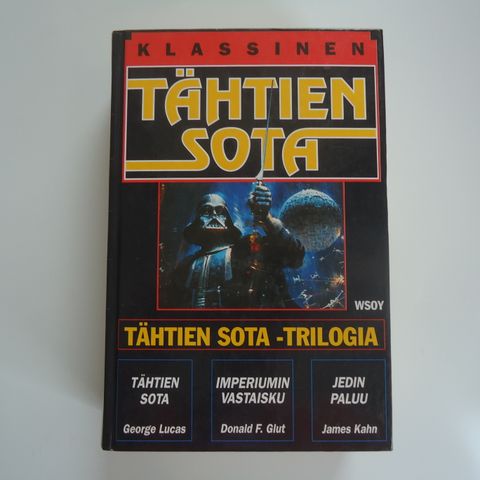 KLASSINEN
TÄHTIEN
SOTA
WSOY
TÄHTIEN SOTA -TRILOGIA
TÄHTIEN
SOTA
George Lucas
IMPERIUMIN
VASTAISKU
Donald F. Glut
JEDIN
PALUU
James Kahn